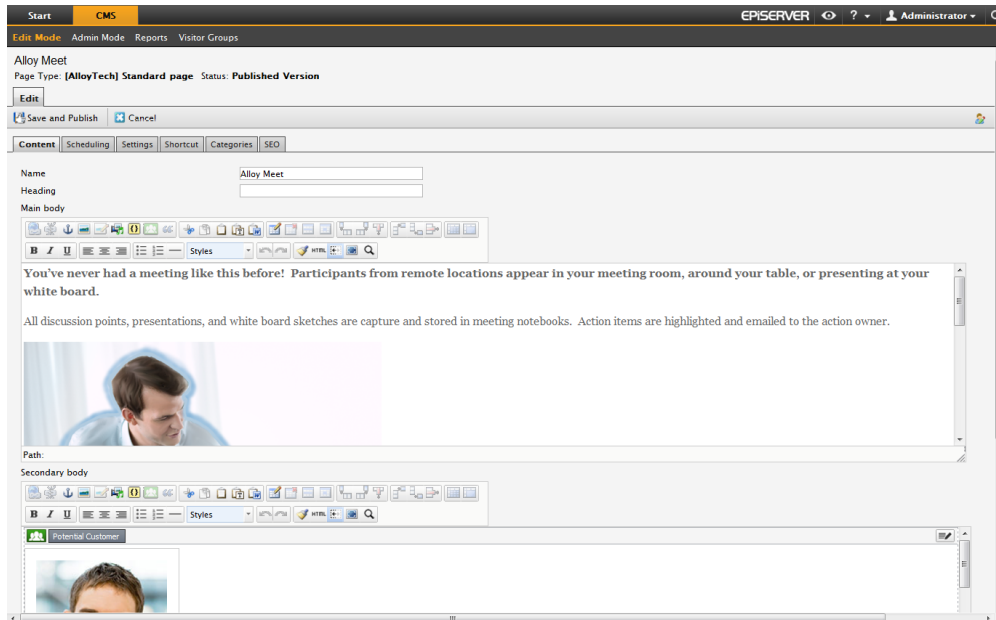 Start CMS EPiSERVER ? Administrator
Edit Mode Admin Mode Reports Visitor Groups
Alloy Meet
Page Type: [AlloyTech] Standard page Status: Published Version
Edit
Save and Publish Cancel
Content Scheduling Settings Shortcut Categories SEO
Name Alloy Meet
Heading
Main body
B I U Styles HTML
You've never had a meeting like this before! Participants from remote locations appear in your meeting room, around your table, or presenting at your
white board.
All discussion points, presentations, and white board sketches are capture and stored in meeting notebooks. Action items are highlighted and emailed to the action owner.
Path:
Secondary body
B I U Styles HTML
Potential Customer